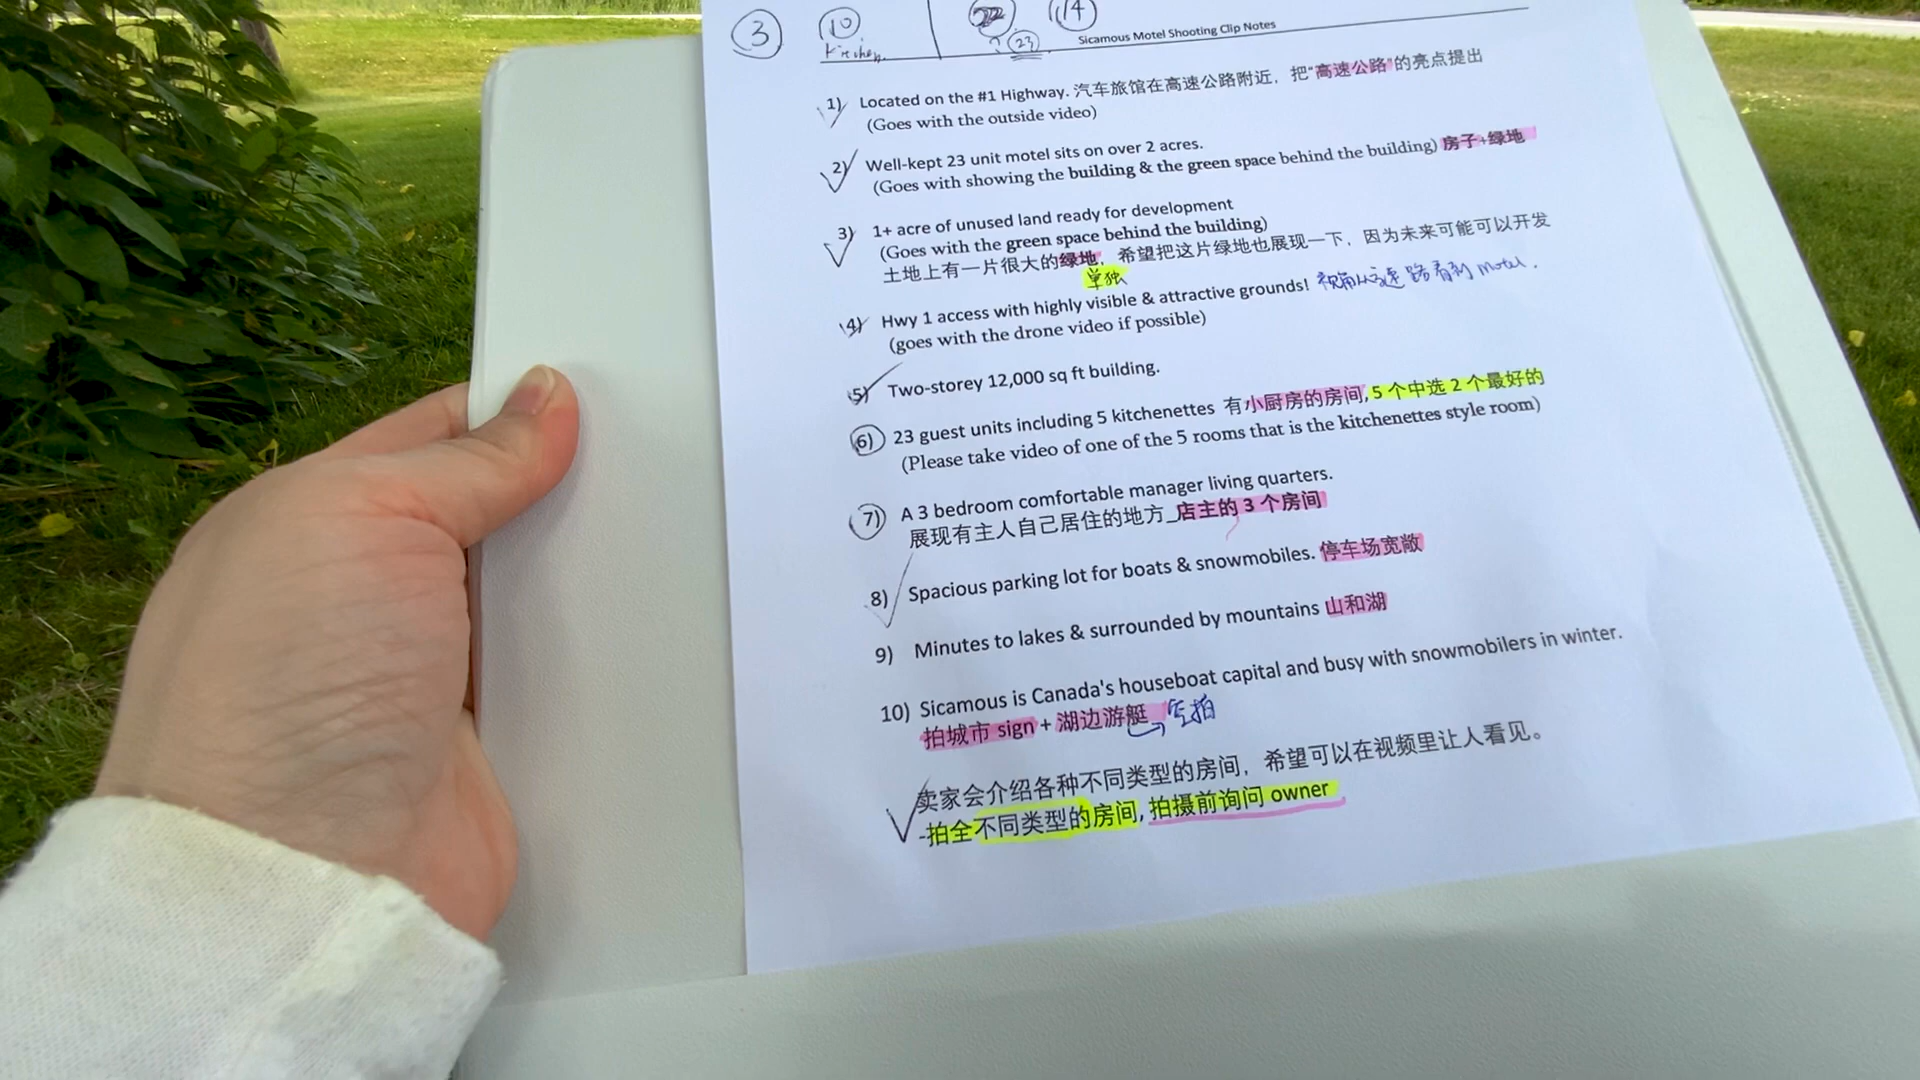 3 10 22 14
Kitchen 23
Sicamous Motel Shooting Clip Notes
1) Located on the #1 Highway. 汽车旅馆在高速公路附近，把“高速公路”的亮点提出
(Goes with the outside video)
2) Well-kept 23 unit motel sits on over 2 acres.
(Goes with showing the building & the green space behind the building) 房子+绿地
3) 1+ acre of unused land ready for development
(Goes with the green space behind the building)
土地上有一片很大的绿地，希望把这片绿地也展现一下，因为未来可能可以开发
单独
4) Hwy 1 access with highly visible & attractive grounds! 视角从高速路看到 motel.
(goes with the drone video if possible)
5) Two-storey 12,000 sq ft building.
6) 23 guest units including 5 kitchenettes 有小厨房的房间, 5 个中选 2 个最好的
(Please take video of one of the 5 rooms that is the kitchenettes style room)
7) A 3 bedroom comfortable manager living quarters.
展现有主人自己居住的地方_店主的 3 个房间
8) Spacious parking lot for boats & snowmobiles. 停车场宽敞
9) Minutes to lakes & surrounded by mountains 山和湖
10) Sicamous is Canada's houseboat capital and busy with snowmobilers in winter.
拍城市 sign + 湖边游艇 → 航拍
卖家会介绍各种不同类型的房间，希望可以在视频里让人看见。
-拍全不同类型的房间, 拍摄前询问 owner